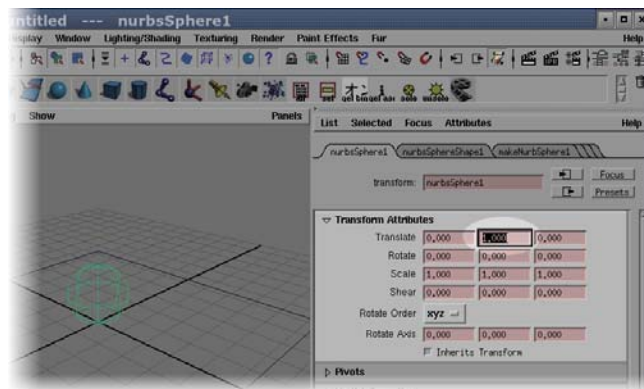 untitled --- nurbsSphere1
Display Window Lighting/Shading Texturing Render Paint Effects Fur Help
Show Panels
List Selected Focus Attributes Help
nurbsSphere1 nurbsSphereShape1 makeNurbSphere1
transform: nurbsSphere1 Focus
Presets
Transform Attributes
Translate 0,000 1,000 0,000
Rotate 0,000 0,000 0,000
Scale 1,000 1,000 1,000
Shear 0,000 0,000 0,000
Rotate Order xyz
Rotate Axis 0,000 0,000 0,000
Inherits Transform
Pivots